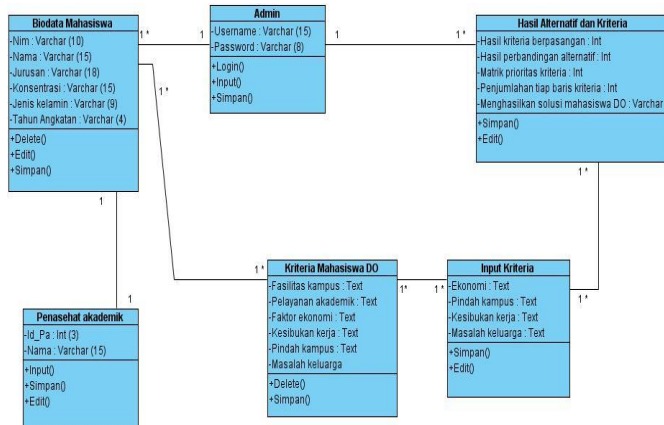 Biodata Mahasiswa
-Nim : Varchar (10)
-Nama : Varchar (15)
-Jurusan : Varchar (18)
-Konsentrasi : Varchar (15)
-Jenis kelamin : Varchar (9)
-Tahun Angkatan : Varchar (4)
+Delete()
+Edit()
+Simpan()
1 *
1
Admin
-Username : Varchar (15)
-Password : Varchar (8)
+Login()
+Input()
+Simpan()
1
1 *
Hasil Alternatif dan Kriteria
-Hasil kriteria berpasangan : Int
-Hasil perbandingan alternatif : Int
-Matrik prioritas kriteria : Int
-Penjumlahan tiap baris kriteria : Int
-Menghasilkan solusi mahasiswa DO : Varchar
+Simpan()
+Edit()
1 *
1 *
1
1
Penasehat akademik
-Id_Pa : Int (3)
-Nama : Varchar (15)
+Input()
+Simpan()
+Edit()
1 *
Kriteria Mahasiswa DO
-Fasilitas kampus : Text
-Pelayanan akademik : Text
-Faktor ekonomi : Text
-Kesibukan kerja : Text
-Pindah kampus : Text
-Masalah keluarga
+Delete()
+Simpan()
1*
1 *
Input Kriteria
-Ekonomi : Text
-Pindah kampus : Text
-Kesibukan kerja : Text
-Masalah keluarga : Text
+Simpan()
+Edit()
1 *